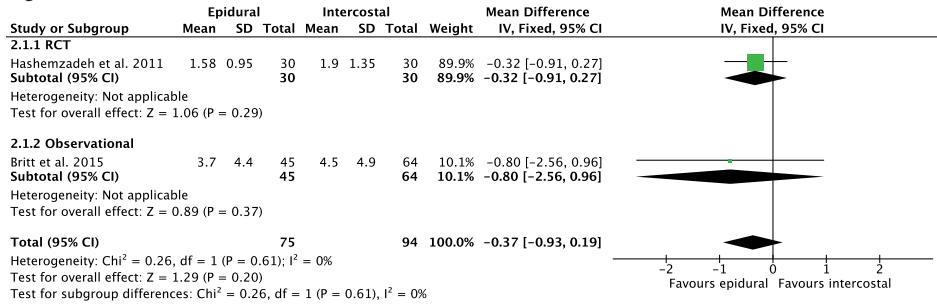 Epidural Intercostal Mean Difference Mean Difference
Study or Subgroup Mean SD Total Mean SD Total Weight IV, Fixed, 95% CI IV, Fixed, 95% CI
2.1.1 RCT
Hashemzadeh et al. 2011 1.58 0.95 30 1.9 1.35 30 89.9% -0.32 [-0.91, 0.27]
Subtotal (95% CI) 30 30 89.9% -0.32 [-0.91, 0.27]
Heterogeneity: Not applicable
Test for overall effect: Z = 1.06 (P = 0.29)
2.1.2 Observational
Britt et al. 2015 3.7 4.4 45 4.5 4.9 64 10.1% -0.80 [-2.56, 0.96]
Subtotal (95% CI) 45 64 10.1% -0.80 [-2.56, 0.96]
Heterogeneity: Not applicable
Test for overall effect: Z = 0.89 (P = 0.37)
Total (95% CI) 75 94 100.0% -0.37 [-0.93, 0.19]
Heterogeneity: Chi² = 0.26, df = 1 (P = 0.61); I² = 0%
Test for overall effect: Z = 1.29 (P = 0.20)
Test for subgroup differences: Chi² = 0.26, df = 1 (P = 0.61), I² = 0%
-2 -1 0 1 2
Favours epidural Favours intercostal